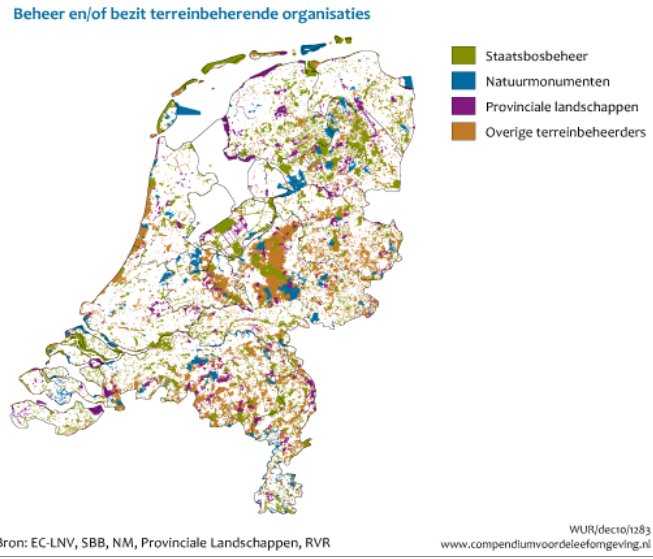 Beheer en/of bezit terreinbeherende organisaties
Staatsbosbeheer
Natuurmonumenten
Provinciale landschappen
Overige terreinbeheerders
Bron: EC-LNV, SBB, NM, Provinciale Landschappen, RVR
WUR/dec10/1283
www.compendiumvoordeleefomgeving.nl